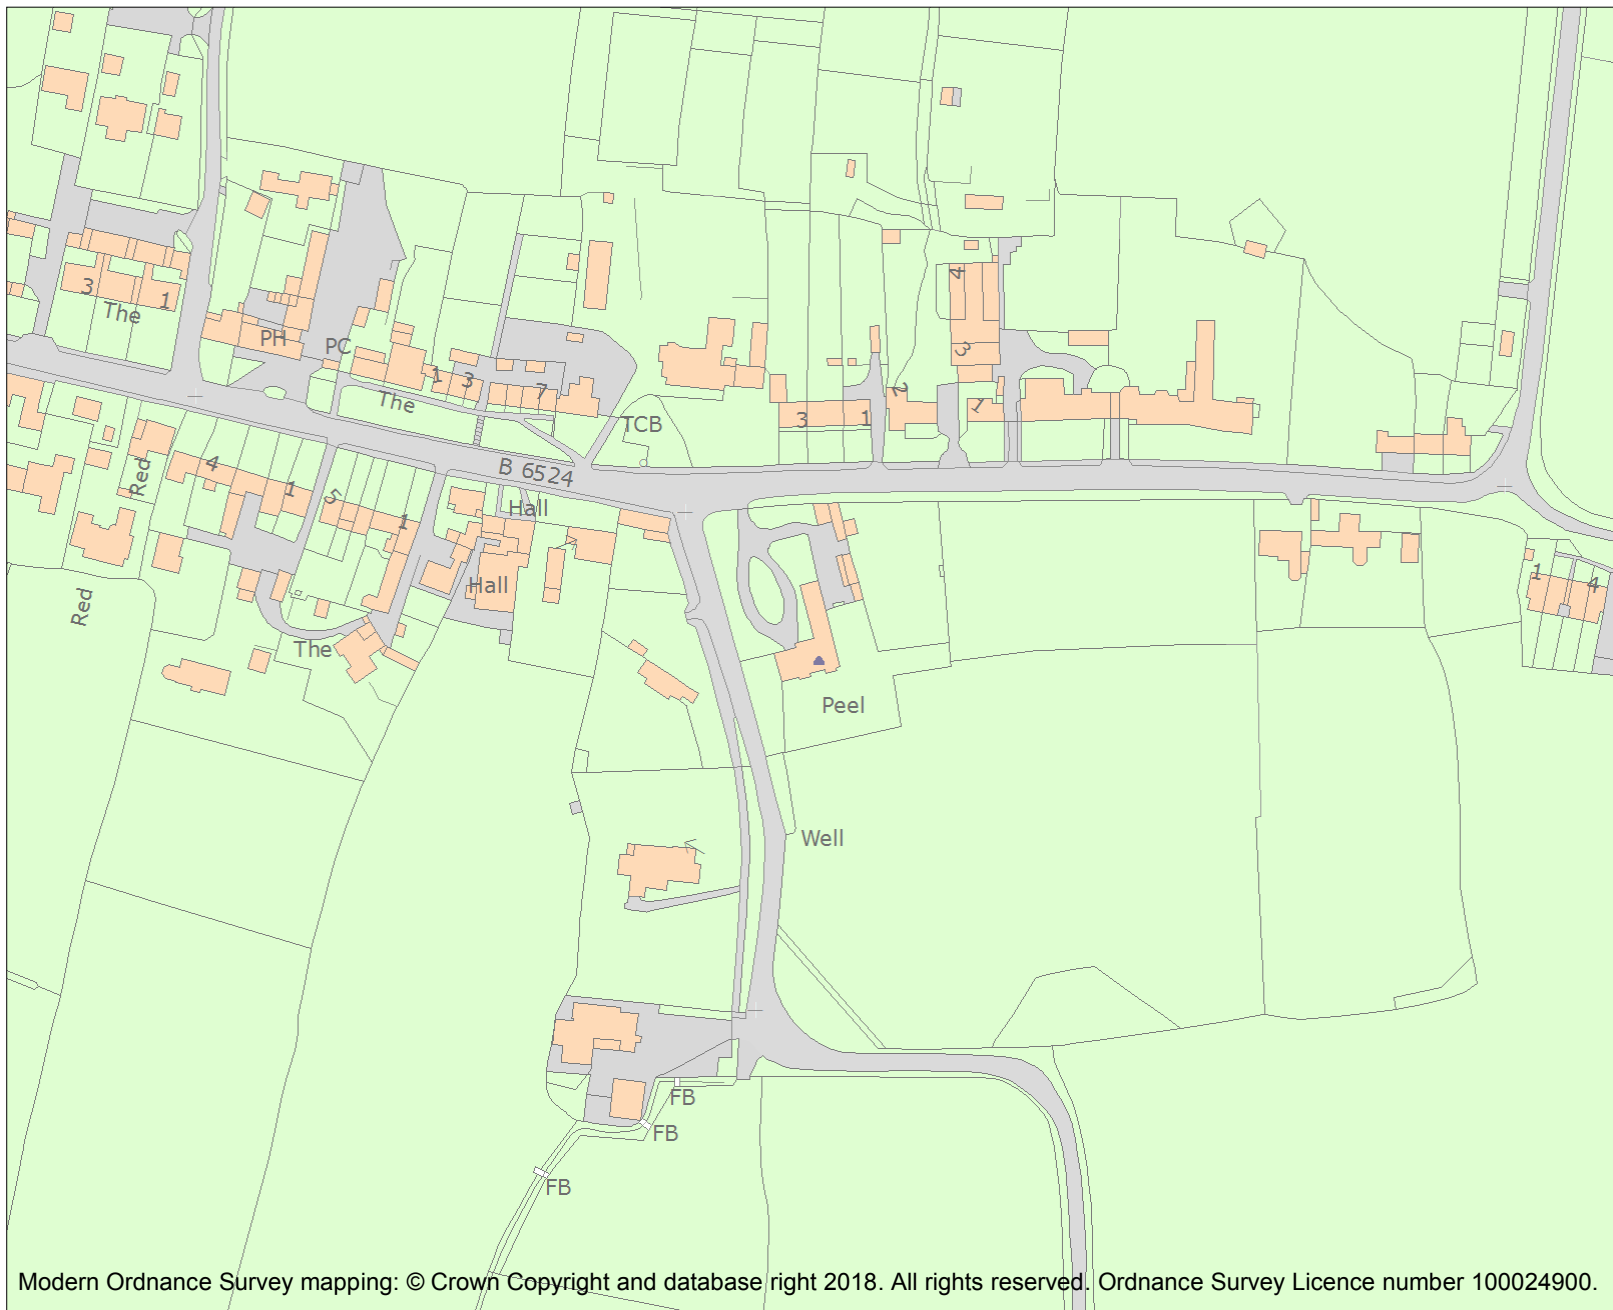 4
3
1
The
PH
PC
1
3
7
The
2
3
3
1
1
TCB
4
1
5
1
Red
B 6524
Hall
Hall
1
4
Red
The
Peel
Well
FB
FB
FB
Modern Ordnance Survey mapping: © Crown Copyright and database right 2018. All rights reserved. Ordnance Survey Licence number 100024900.